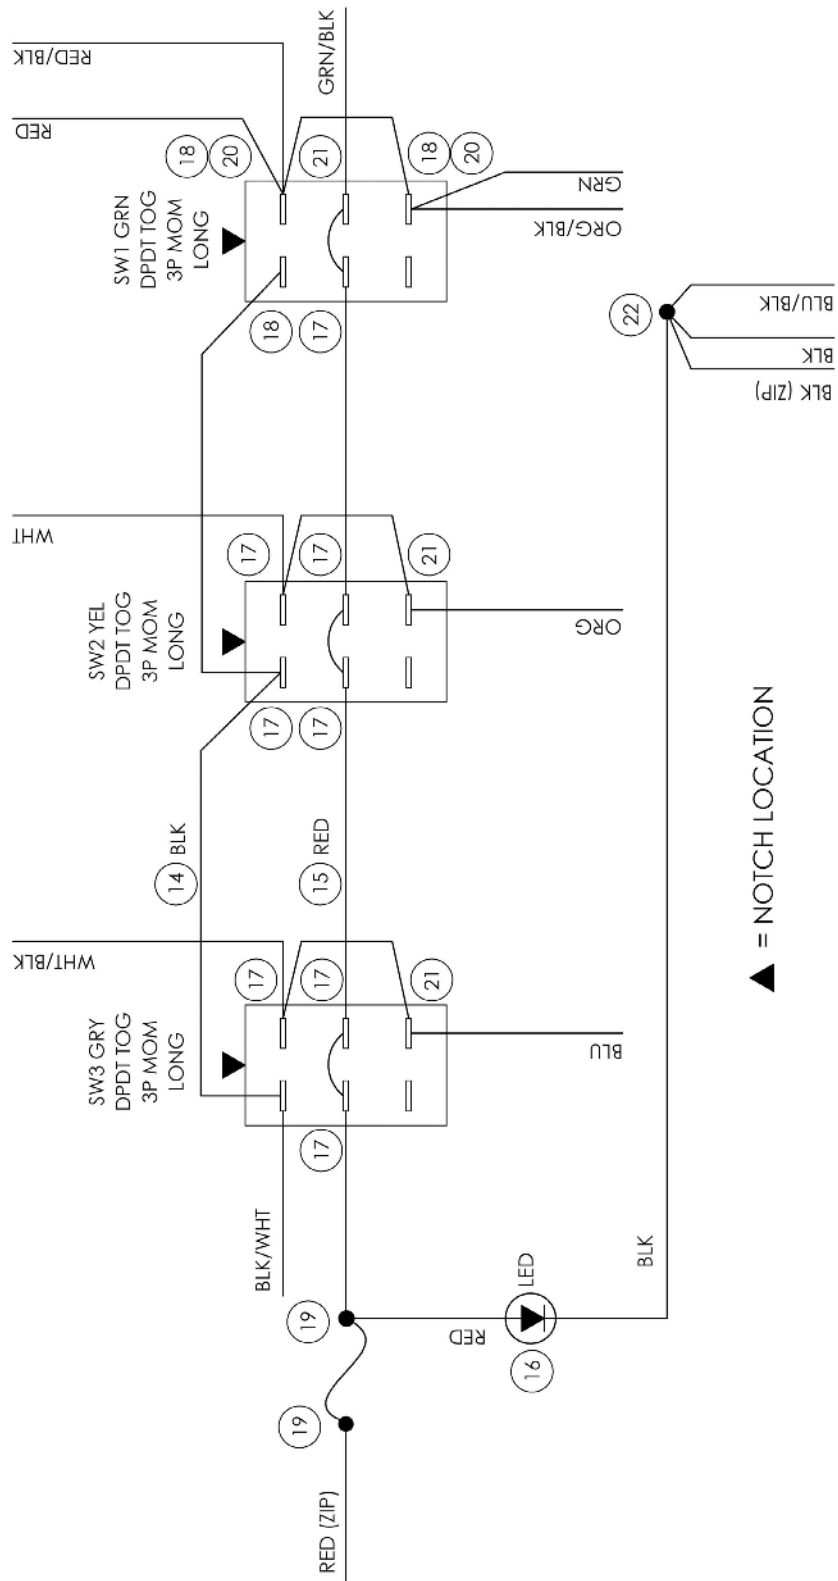 RED/BLK
RED
18
20
SW1 GRN
DPDT TOG
3P MOM
LONG
GRN/BLK
21
18
20
GRN
ORG/BLK
18
17
22
BLU/BLK
BLK
BLK (ZIP)
WHT
17
17
21
SW2 YEL
DPDT TOG
3P MOM
LONG
ORG
17
17
14
BLK
15
RED
WHT/BLK
17
17
21
SW3 GRY
DPDT TOG
3P MOM
LONG
BLU
17
BLK/WHT
19
19
RED
LED
16
BLK
RED (ZIP)
= NOTCH LOCATION